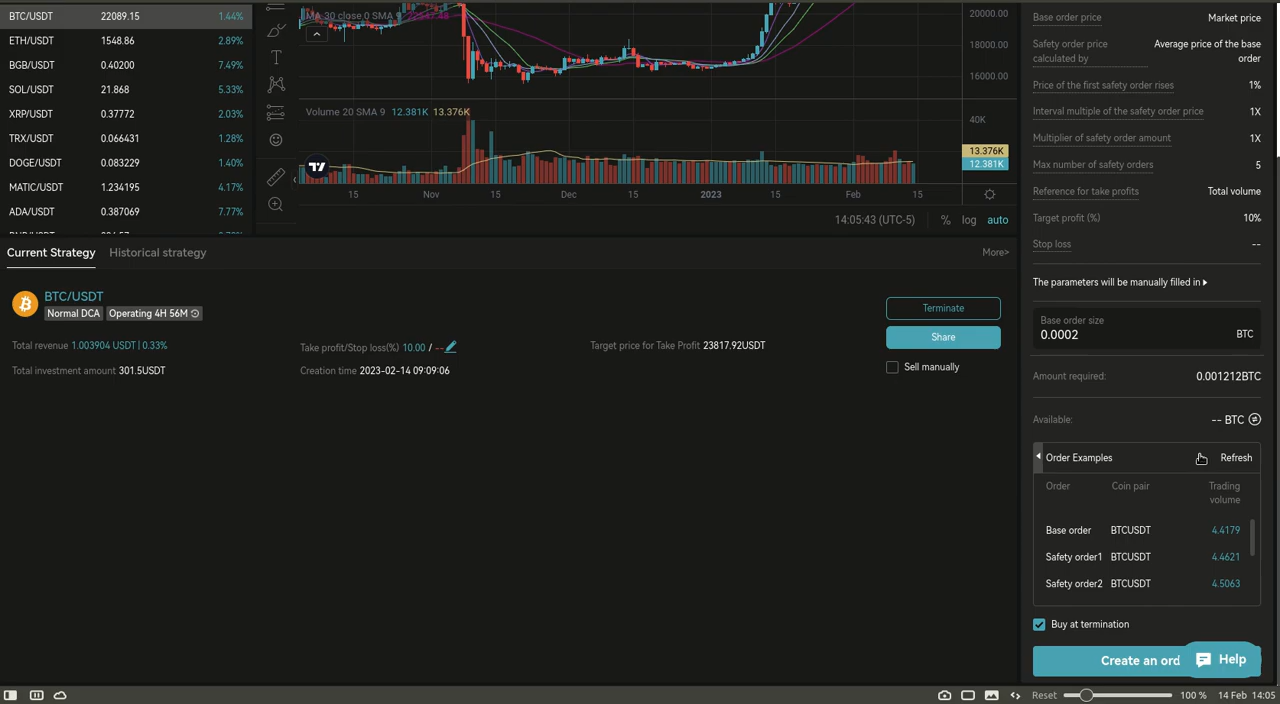 BTC/USDT 22089.15 1.44%
ETH/USDT 1548.86 2.89%
BGB/USDT 0.40200 7.49%
SOL/USDT 21.868 5.33%
XRP/USDT 0.37772 2.03%
TRX/USDT 0.066431 1.28%
DOGE/USDT 0.083229 1.40%
MATIC/USDT 1.234195 4.17%
ADA/USDT 0.387069 7.77%
MA 30 close 0 SMA 9
20000.00
18000.00
16000.00
Volume 20 SMA 9 12.381K 13.376K
40K
13.376K
12.381K
15 Nov 15 Dec 15 2023 15 Feb 15
14:05:43 (UTC-5) % log auto
Current Strategy Historical strategy More>
BTC/USDT
Normal DCA Operating 4H 56M
Total revenue 1.003904 USDT | 0.33%
Take profit/Stop loss(%) 10.00 / --
Target price for Take Profit 23817.92USDT
Total investment amount 301.5USDT
Creation time 2023-02-14 09:09:06
Terminate
Share
Sell manually
Base order price Market price
Safety order price calculated by Average price of the base order
Price of the first safety order rises 1%
Interval multiple of the safety order price 1X
Multiplier of safety order amount 1X
Max number of safety orders 5
Reference for take profits Total volume
Target profit (%) 10%
Stop loss --
The parameters will be manually filled in
Base order size
0.0002 BTC
Amount required: 0.001212BTC
Available: -- BTC
Order Examples Refresh
Order Coin pair Trading volume
Base order BTCUSDT 4.4179
Safety order1 BTCUSDT 4.4621
Safety order2 BTCUSDT 4.5063
Buy at termination
Create an ord
Help
Reset 100 % 14 Feb 14:05